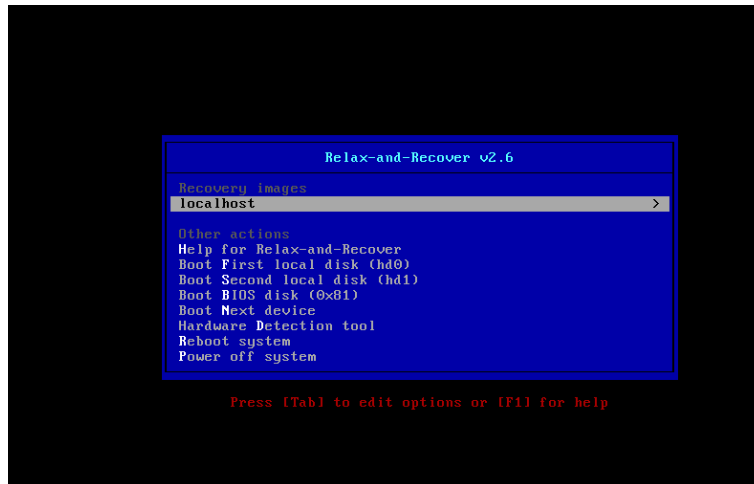 Relax-and-Recover v2.6
Recovery images
localhost >
Other actions
Help for Relax-and-Recover
Boot First local disk (hd0)
Boot Second local disk (hd1)
Boot BIOS disk (0x81)
Boot Next device
Hardware Detection tool
Reboot system
Power off system
Press [Tab] to edit options or [F1] for help